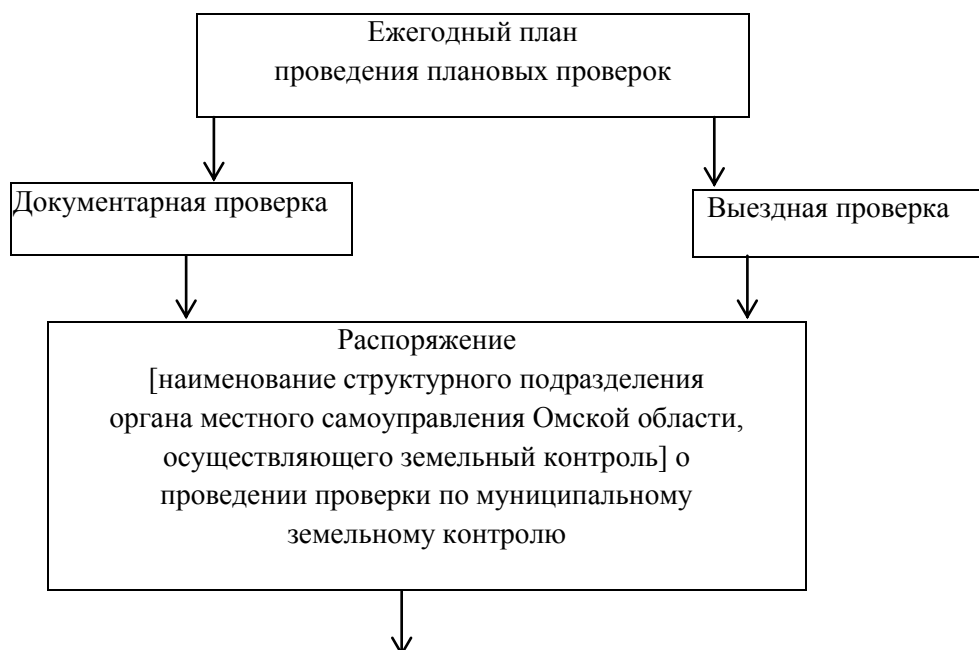 Ежегодный план
проведения плановых проверок
Документарная проверка
Выездная проверка
Распоряжение
[наименование структурного подразделения
органа местного самоуправления Омской области,
осуществляющего земельный контроль] о
проведении проверки по муниципальному
земельному контролю